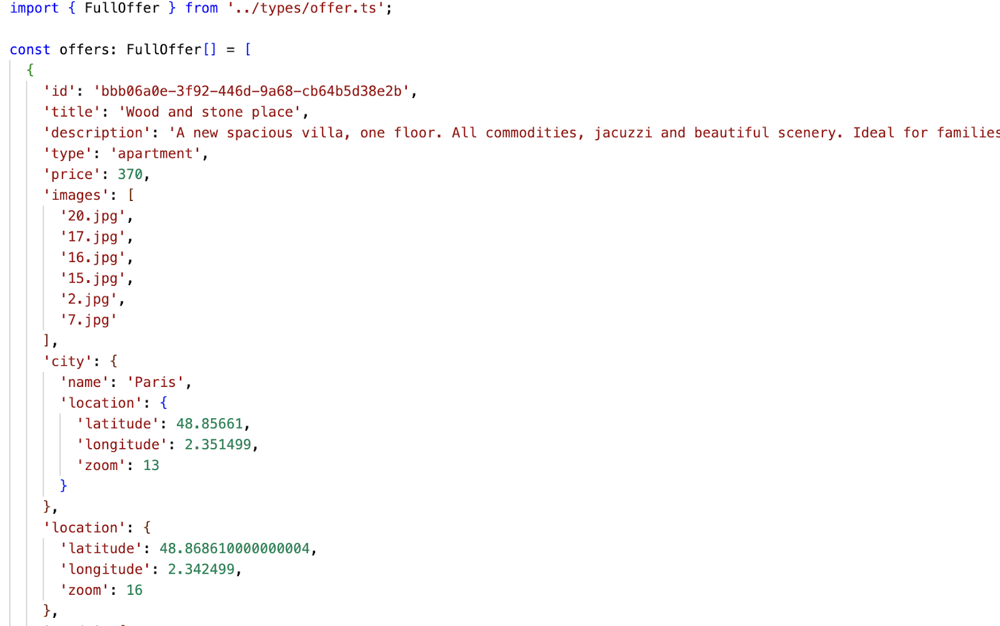 import { FullOffer } from '../types/offer.ts';
const offers: FullOffer[] = [
{
'id': 'bbb06a0e-3f92-446d-9a68-cb64b5d38e2b',
'title': 'Wood and stone place',
'description': 'A new spacious villa, one floor. All commodities, jacuzzi and beautiful scenery. Ideal for families
'type': 'apartment',
'price': 370,
'images': [
'20.jpg',
'17.jpg',
'16.jpg',
'15.jpg',
'2.jpg',
'7.jpg'
],
'city': {
'name': 'Paris',
'location': {
'latitude': 48.85661,
'longitude': 2.351499,
'zoom': 13
}
},
'location': {
'latitude': 48.868610000000004,
'longitude': 2.342499,
'zoom': 16
},